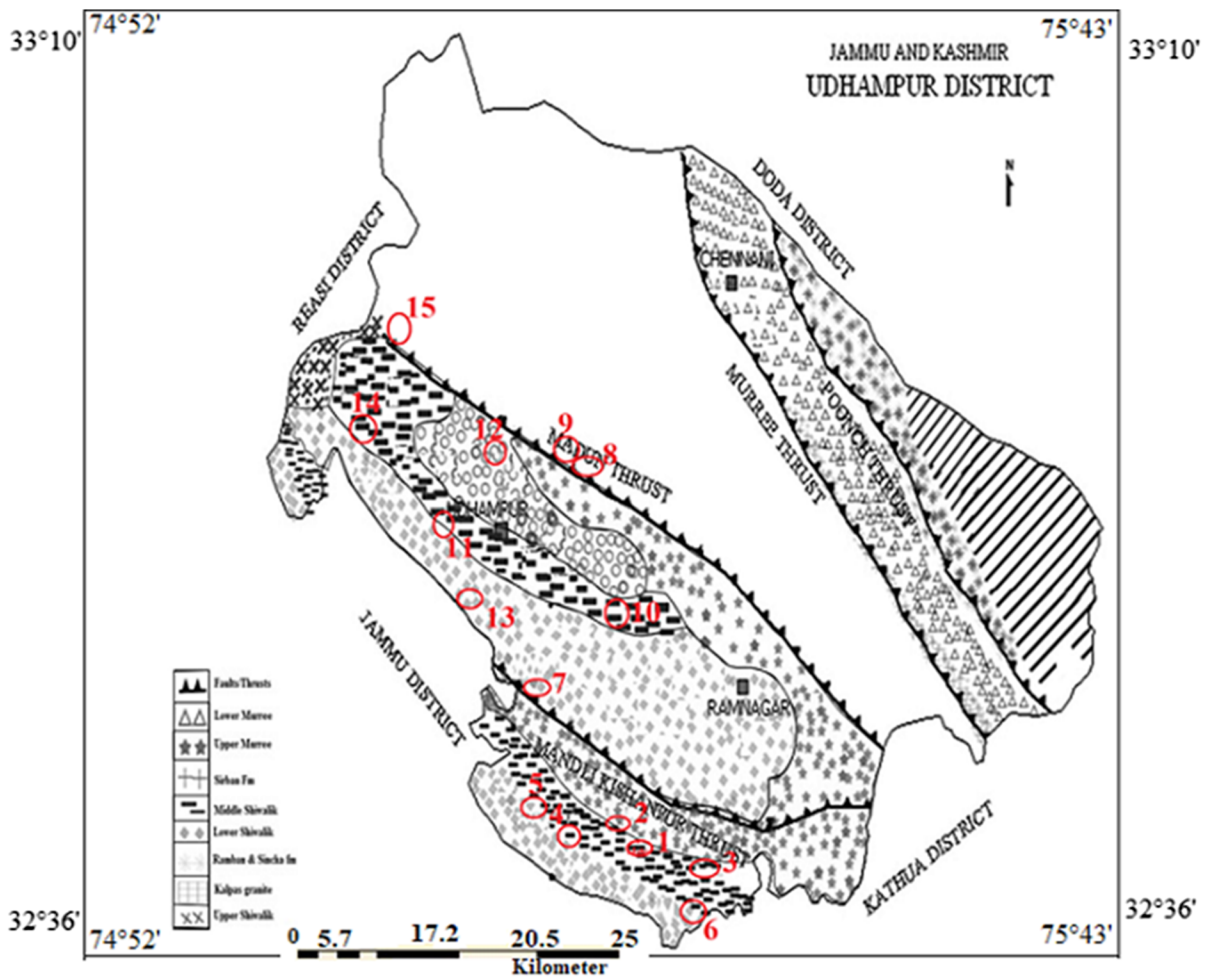 74°52'
75°43'
33°10'
33°10'
JAMMU AND KASHMIR
UDHAMPUR DISTRICT
N
DODA DISTRICT
CHENNANI
REASI DISTRICT
15
MURREE THRUST
POONCH THRUST
14
12
9
8
THRUST
11
10
13
JAMMU DISTRICT
7
RAMNAGAR
MANDLI KISHANPUR THRUST
5
4
2
1
3
6
KATHUA DISTRICT
Faults Thrusts
Lower Murree
Upper Murree
Sirban Fm
Middle Shivalik
Lower Shivalik
Ramban & Sincha fm
Kalpas granite
Upper Shivalik
32°36'
32°36'
74°52'
75°43'
0 5.7 17.2 20.5 25
Kilometer